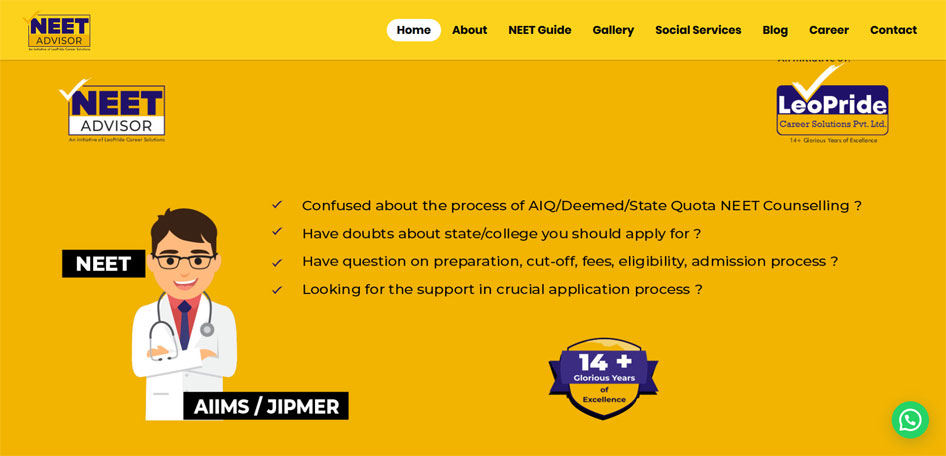 NEET
ADVISOR
An Initiative of LeoPride Career Solutions
Home About NEET Guide Gallery Social Services Blog Career Contact
NEET
ADVISOR
An Initiative of LeoPride Career Solutions
An Initiative Of:
LeoPride
Career Solutions Pvt. Ltd.
14+ Glorious Years of Excellence
Confused about the process of AIQ/Deemed/State Quota NEET Counselling ?
Have doubts about state/college you should apply for ?
Have question on preparation, cut-off, fees, eligibility, admission process ?
Looking for the support in crucial application process ?
NEET
AIIMS / JIPMER
14 +
Glorious Years
of
Excellence